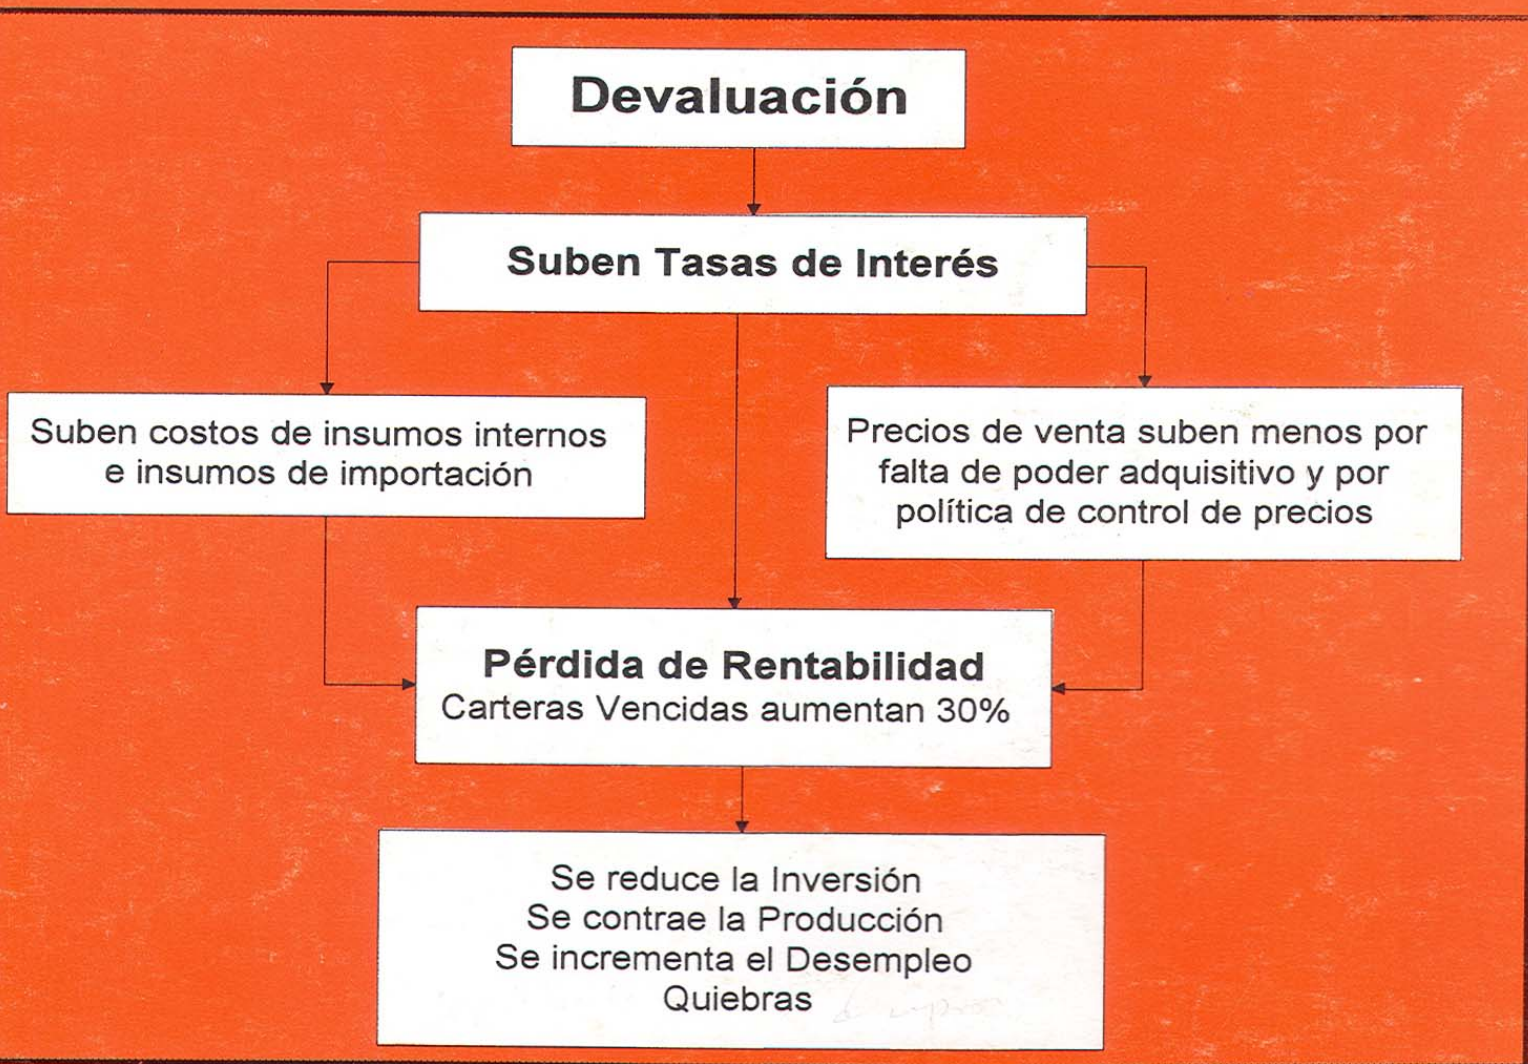 Devaluación
Suben Tasas de Interés
Suben costos de insumos internos
e insumos de importación
Precios de venta suben menos por
falta de poder adquisitivo y por
política de control de precios
Pérdida de Rentabilidad
Carteras Vencidas aumentan 30%
Se reduce la Inversión
Se contrae la Producción
Se incrementa el Desempleo
Quiebras